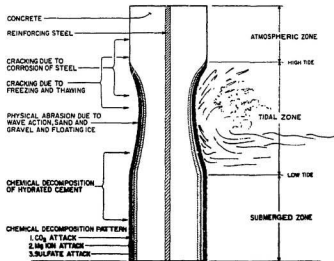 CONCRETE
REINFORCING STEEL
CRACKING DUE TO
CORROSION OF STEEL
CRACKING DUE TO
FREEZING AND THAWING
PHYSICAL ABRASION DUE TO
WAVE ACTION, SAND AND
GRAVEL AND FLOATING ICE
CHEMICAL DECOMPOSITION
OF HYDRATED CEMENT
CHEMICAL DECOMPOSITION PATTERN
1. CO2 ATTACK
2. Mg ION ATTACK
3. SULFATE ATTACK
ATMOSPHERIC ZONE
HIGH TIDE
TIDAL ZONE
LOW TIDE
SUBMERGED ZONE